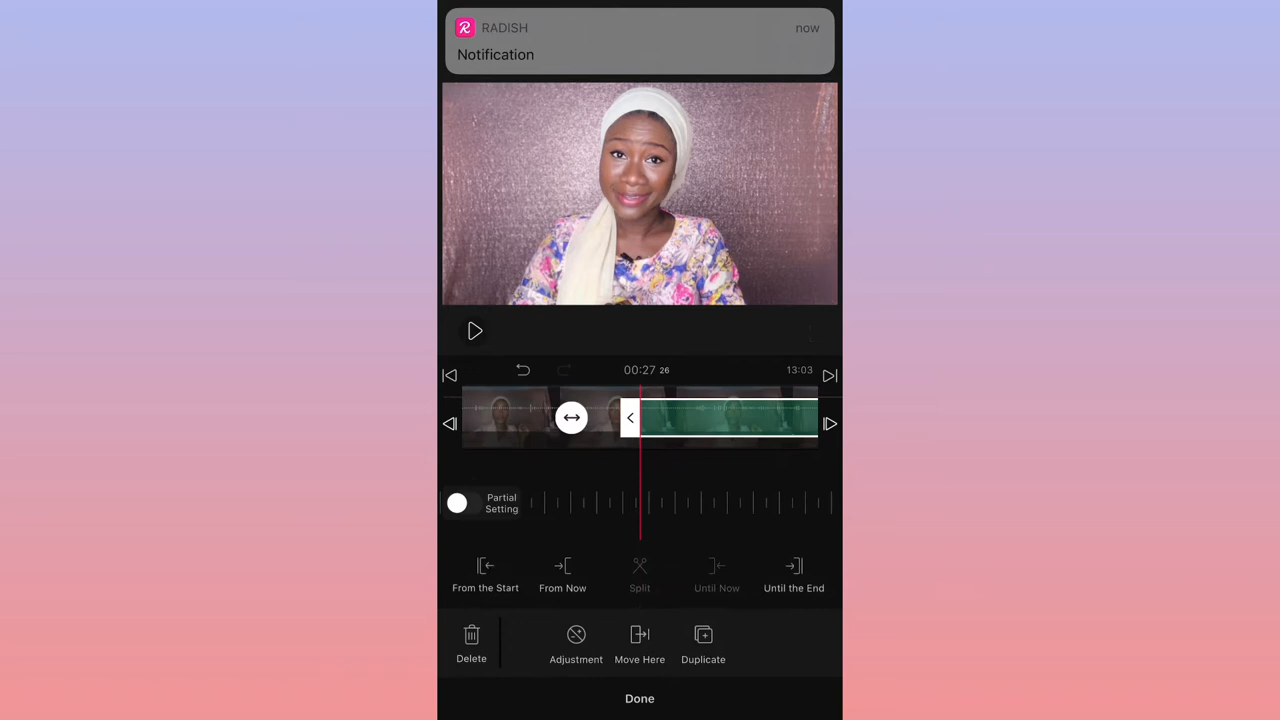 RADISH
now
Notification
00:27 26
13:03
Partial
Setting
From the Start
From Now
Split
Until Now
Until the End
Delete
Adjustment
Move Here
Duplicate
Done